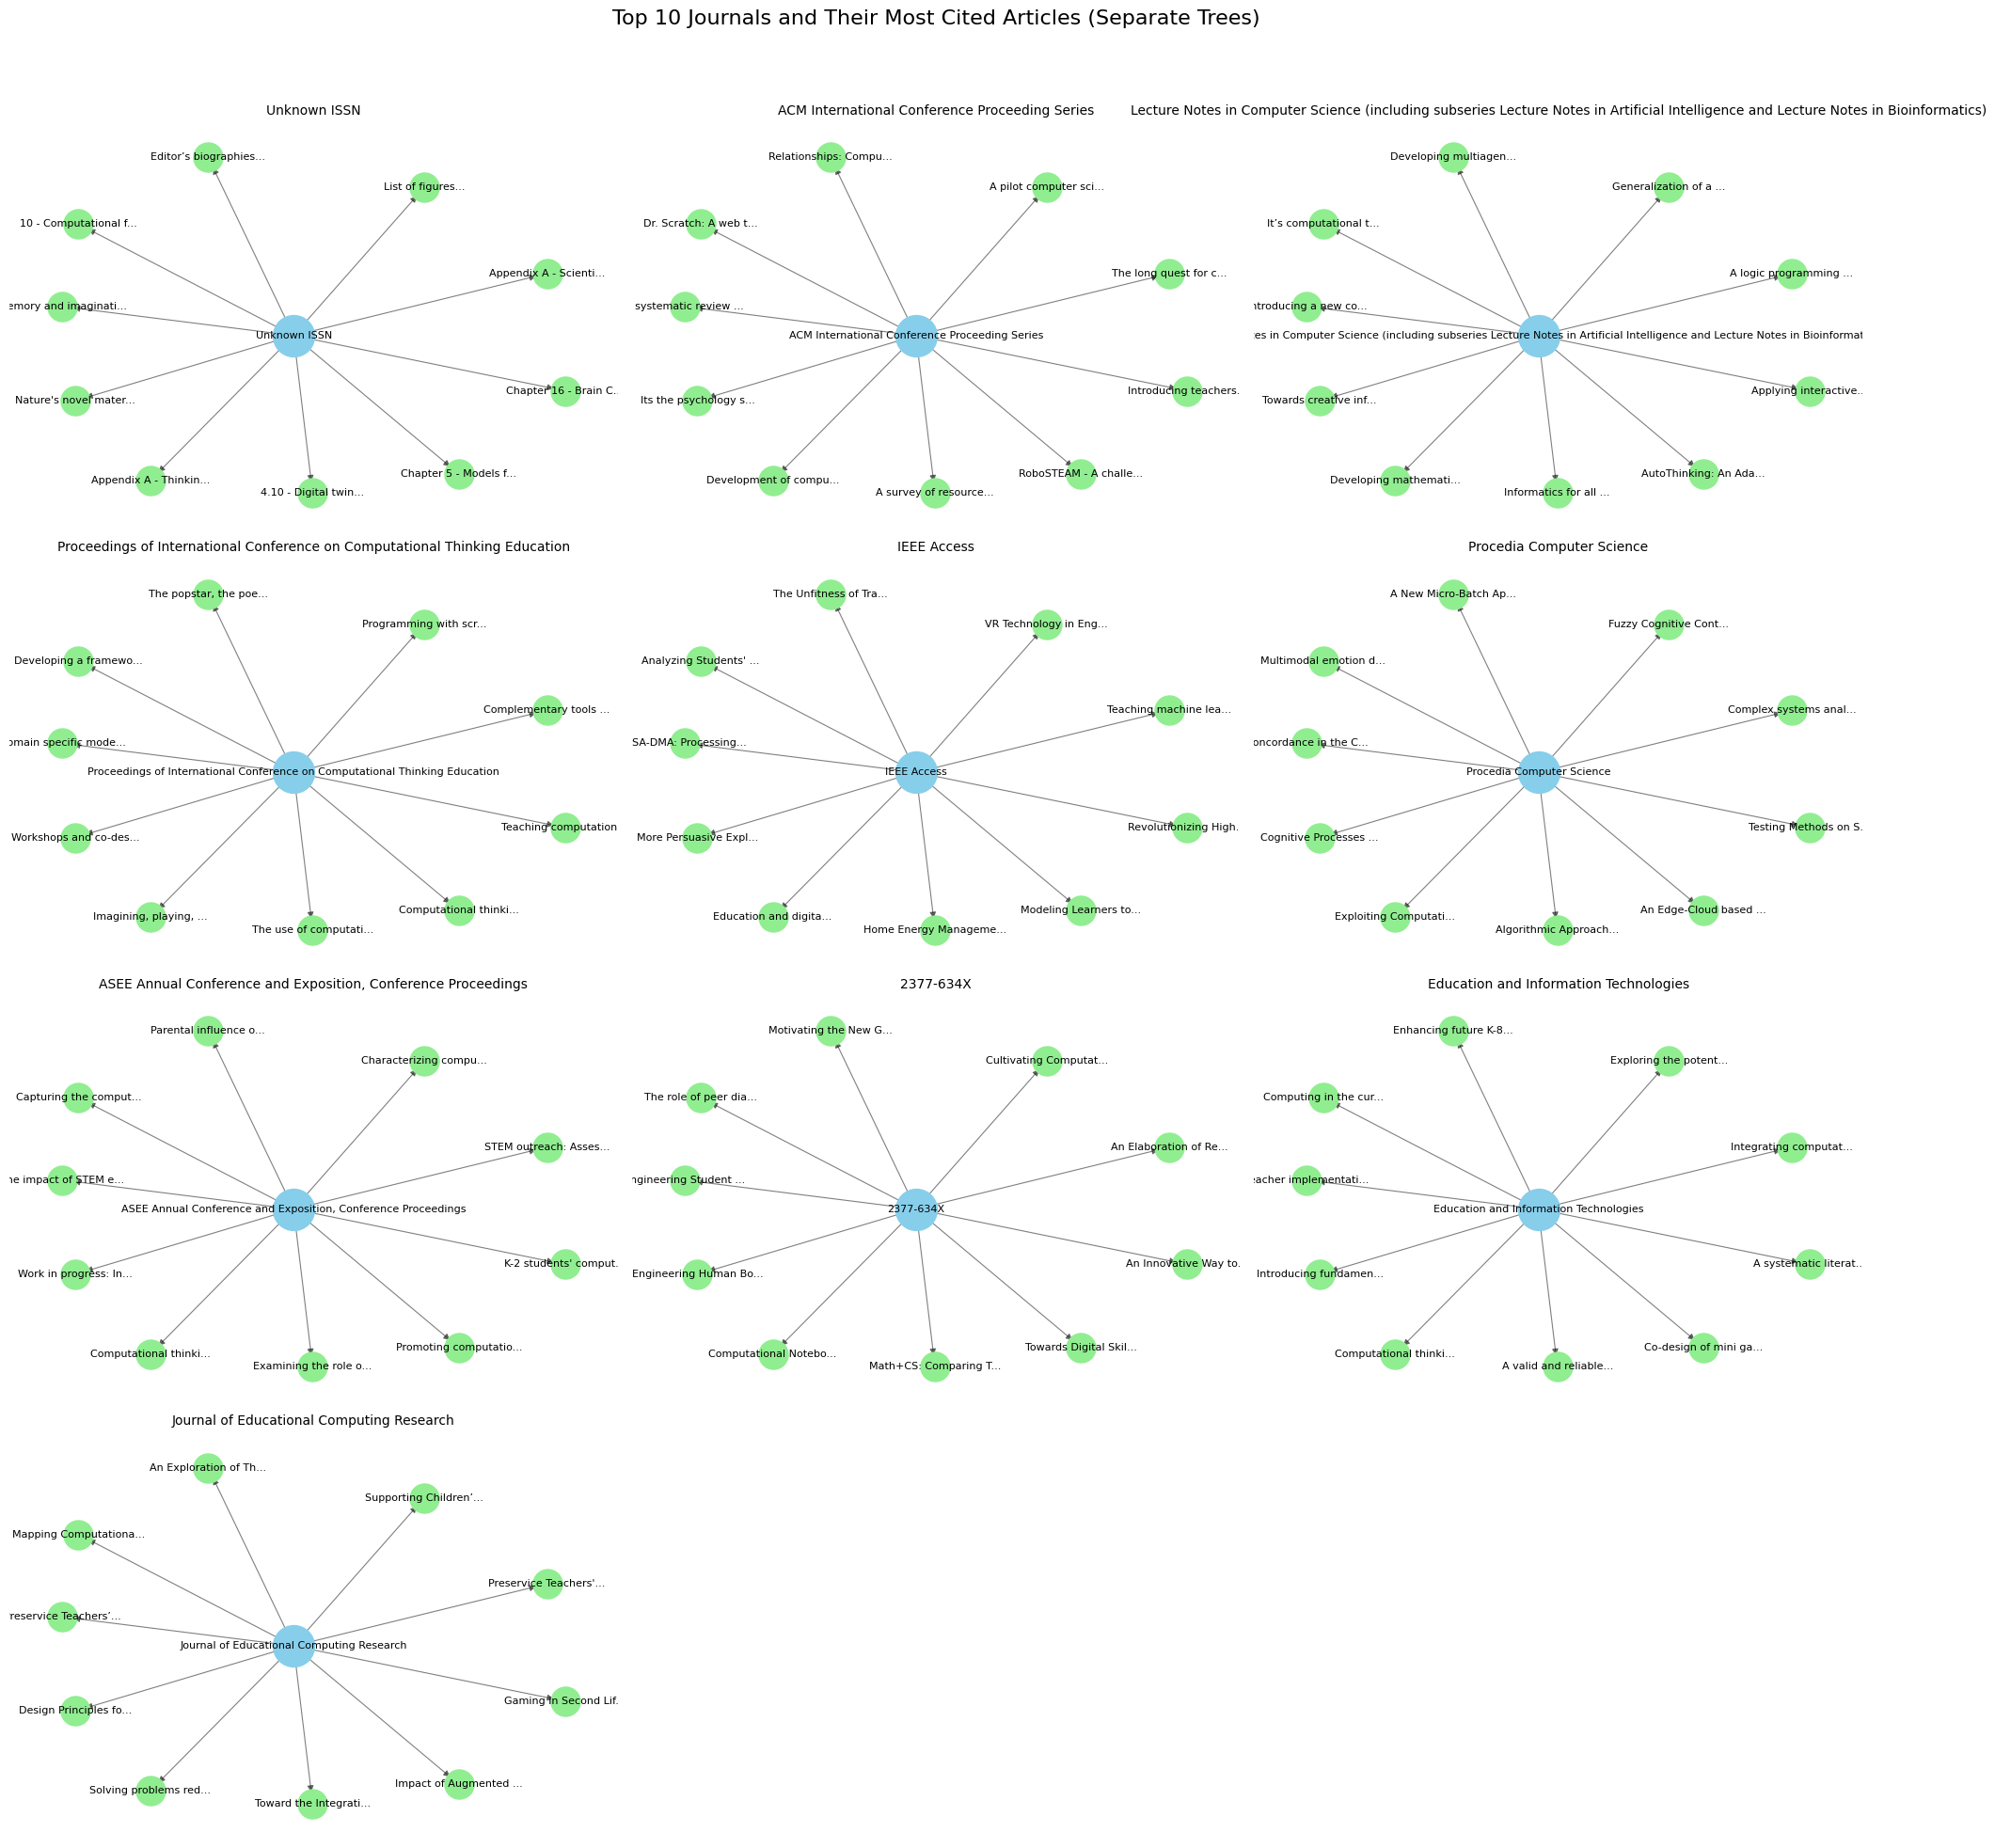 Top 10 Journals and Their Most Cited Articles (Separate Trees)
Unknown ISSN
Editor’s biographies...
List of figures...
10 - Computational f...
Appendix A - Scienti...
emory and imaginati...
Unknown ISSN
Chapter 16 - Brain C..
Nature's novel mater...
Chapter 5 - Models f...
Appendix A - Thinkin...
4.10 - Digital twin...
ACM International Conference Proceeding Series
Relationships: Compu...
A pilot computer sci...
Dr. Scratch: A web t...
The long quest for c...
systematic review ...
ACM International Conference Proceeding Series
Introducing teachers.
Its the psychology s...
RoboSTEAM - A challe...
Development of compu...
A survey of resource...
Lecture Notes in Computer Science (including subseries Lecture Notes in Artificial Intelligence and Lecture Notes in Bioinformatics)
Developing multiagen...
Generalization of a ...
It’s computational t...
A logic programming ...
ntroducing a new co...
es in Computer Science (including subseries Lecture Notes in Artificial Intelligence and Lecture Notes in Bioinformat
Applying interactive..
Towards creative inf...
AutoThinking: An Ada...
Developing mathemati...
Informatics for all ...
Proceedings of International Conference on Computational Thinking Education
The popstar, the poe...
Programming with scr...
Developing a framewo...
Complementary tools ...
omain specific mode...
Proceedings of International Conference on Computational Thinking Education
Teaching computation
Workshops and co-des...
Computational thinki...
Imagining, playing, ...
The use of computati...
IEEE Access
The Unfitness of Tra...
VR Technology in Eng...
Analyzing Students' ...
Teaching machine lea...
SA-DMA: Processing...
IEEE Access
Revolutionizing High.
More Persuasive Expl...
Modeling Learners to...
Education and digita...
Home Energy Manageme...
Procedia Computer Science
A New Micro-Batch Ap...
Fuzzy Cognitive Cont...
Multimodal emotion d...
Complex systems anal...
oncordance in the C...
Procedia Computer Science
Testing Methods on S.
Cognitive Processes ...
An Edge-Cloud based ...
Exploiting Computati...
Algorithmic Approach...
ASEE Annual Conference and Exposition, Conference Proceedings
Parental influence o...
Characterizing compu...
Capturing the comput...
STEM outreach: Asses...
he impact of STEM e...
ASEE Annual Conference and Exposition, Conference Proceedings
K-2 students' comput.
Work in progress: In...
Promoting computatio...
Computational thinki...
Examining the role o...
2377-634X
Motivating the New G...
Cultivating Computat...
The role of peer dia...
An Elaboration of Re...
ngineering Student ...
2377-634X
An Innovative Way to.
Engineering Human Bo...
Towards Digital Skil...
Computational Notebo...
Math+CS: Comparing T...
Education and Information Technologies
Enhancing future K-8...
Exploring the potent...
Computing in the cur...
Integrating computat...
eacher implementati...
Education and Information Technologies
A systematic literat..
Introducing fundamen...
Co-design of mini ga...
Computational thinki...
A valid and reliable...
Journal of Educational Computing Research
An Exploration of Th...
Supporting Children’...
Mapping Computationa...
Preservice Teachers'...
reservice Teachers’...
Journal of Educational Computing Research
Gaming in Second Lif.
Design Principles fo...
Impact of Augmented ...
Solving problems red...
Toward the Integrati...